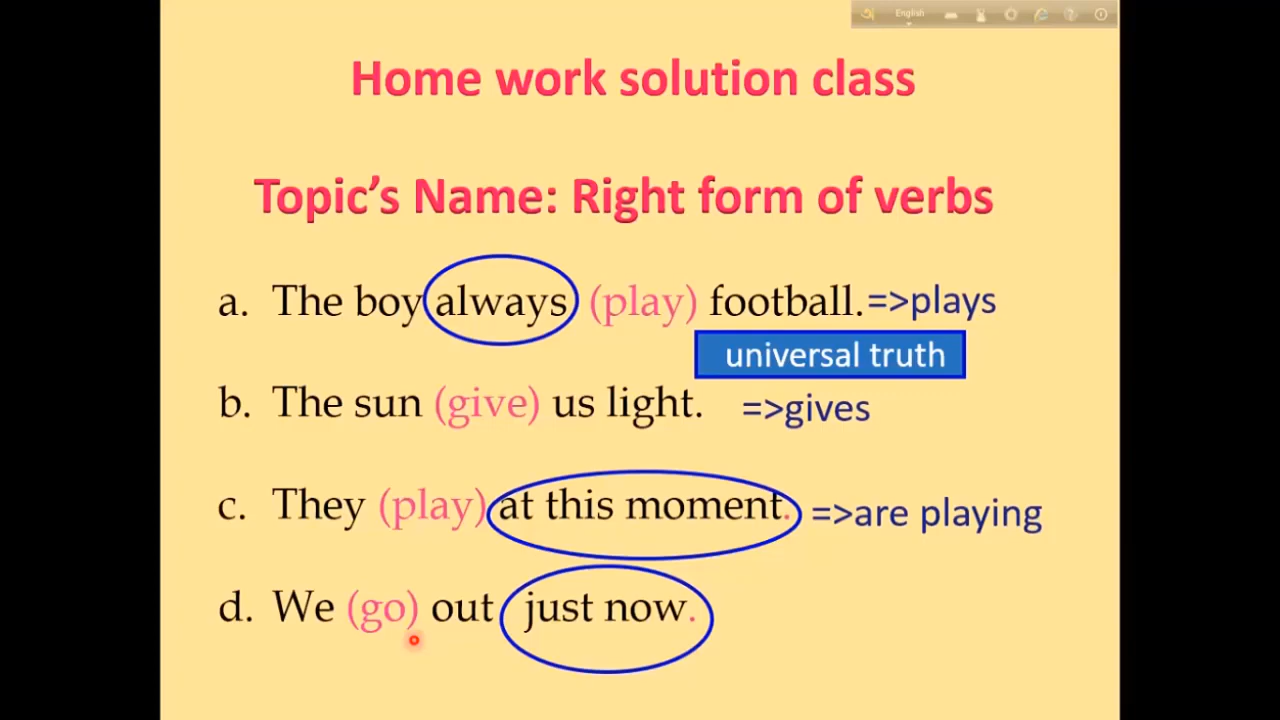 অ English
Home work solution class
Topic's Name: Right form of verbs
a. The boy always (play) football. =>plays
universal truth
b. The sun (give) us light. =>gives
c. They (play) at this moment. =>are playing
d. We (go) out just now.